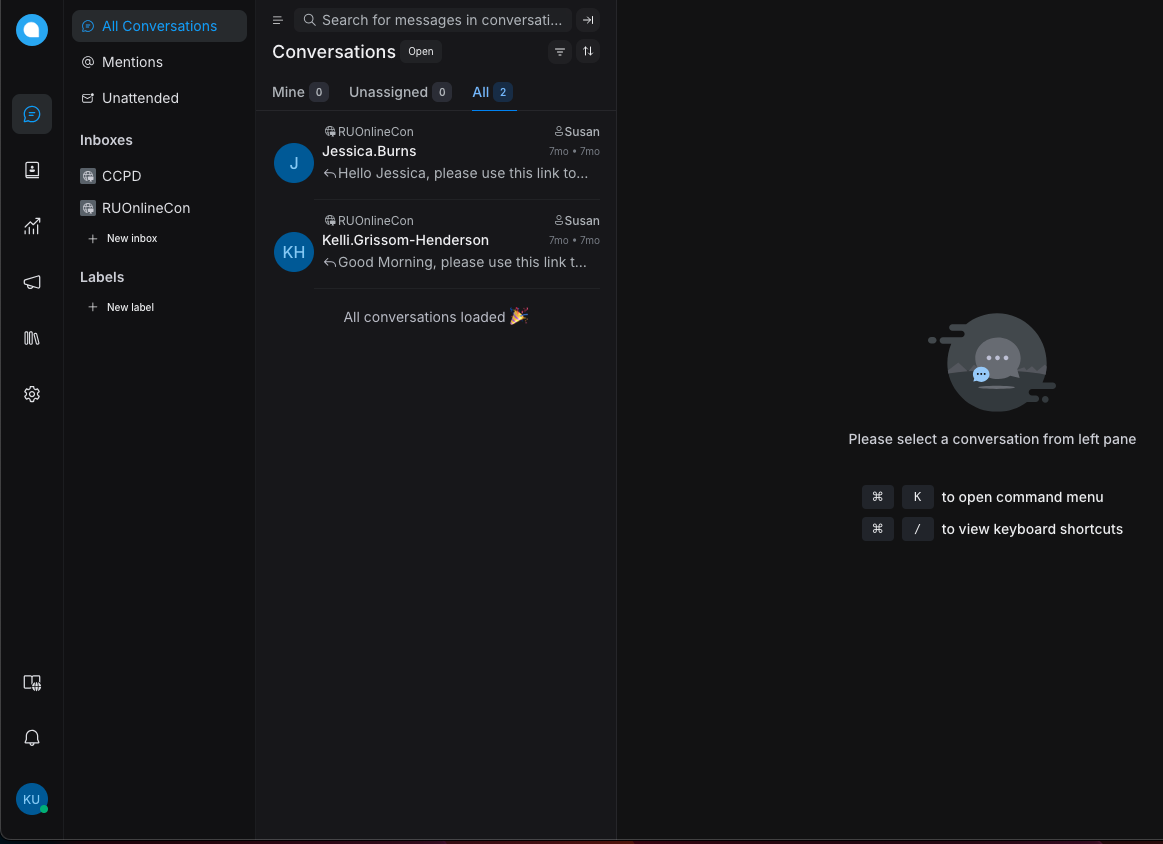 All Conversations
Mentions
Unattended
Inboxes
CCPD
RUOnlineCon
New inbox
Labels
New label
KU
Search for messages in conversati...
Conversations Open
Mine 0 Unassigned 0 All 2
RUOnlineCon Susan
J
Jessica.Burns 7mo • 7mo
Hello Jessica, please use this link to...
RUOnlineCon Susan
KH
Kelli.Grissom-Henderson 7mo • 7mo
Good Morning, please use this link t...
All conversations loaded 🎉
Please select a conversation from left pane
⌘ K to open command menu
⌘ / to view keyboard shortcuts